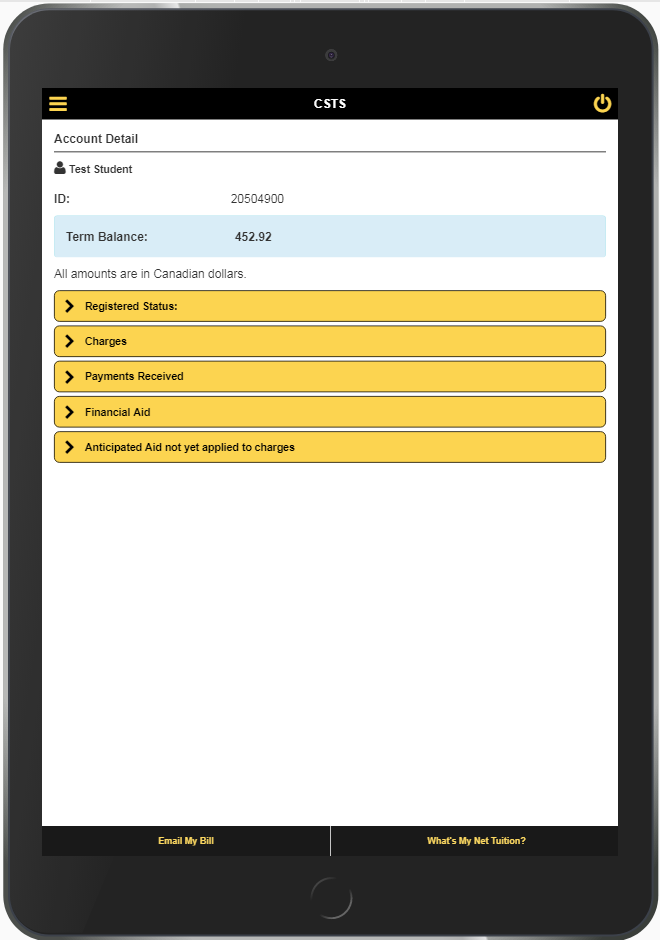 CSTS
Account Detail
Test Student
ID: 20504900
Term Balance: 452.92
All amounts are in Canadian dollars.
Registered Status:
Charges
Payments Received
Financial Aid
Anticipated Aid not yet applied to charges
Email My Bill What's My Net Tuition?